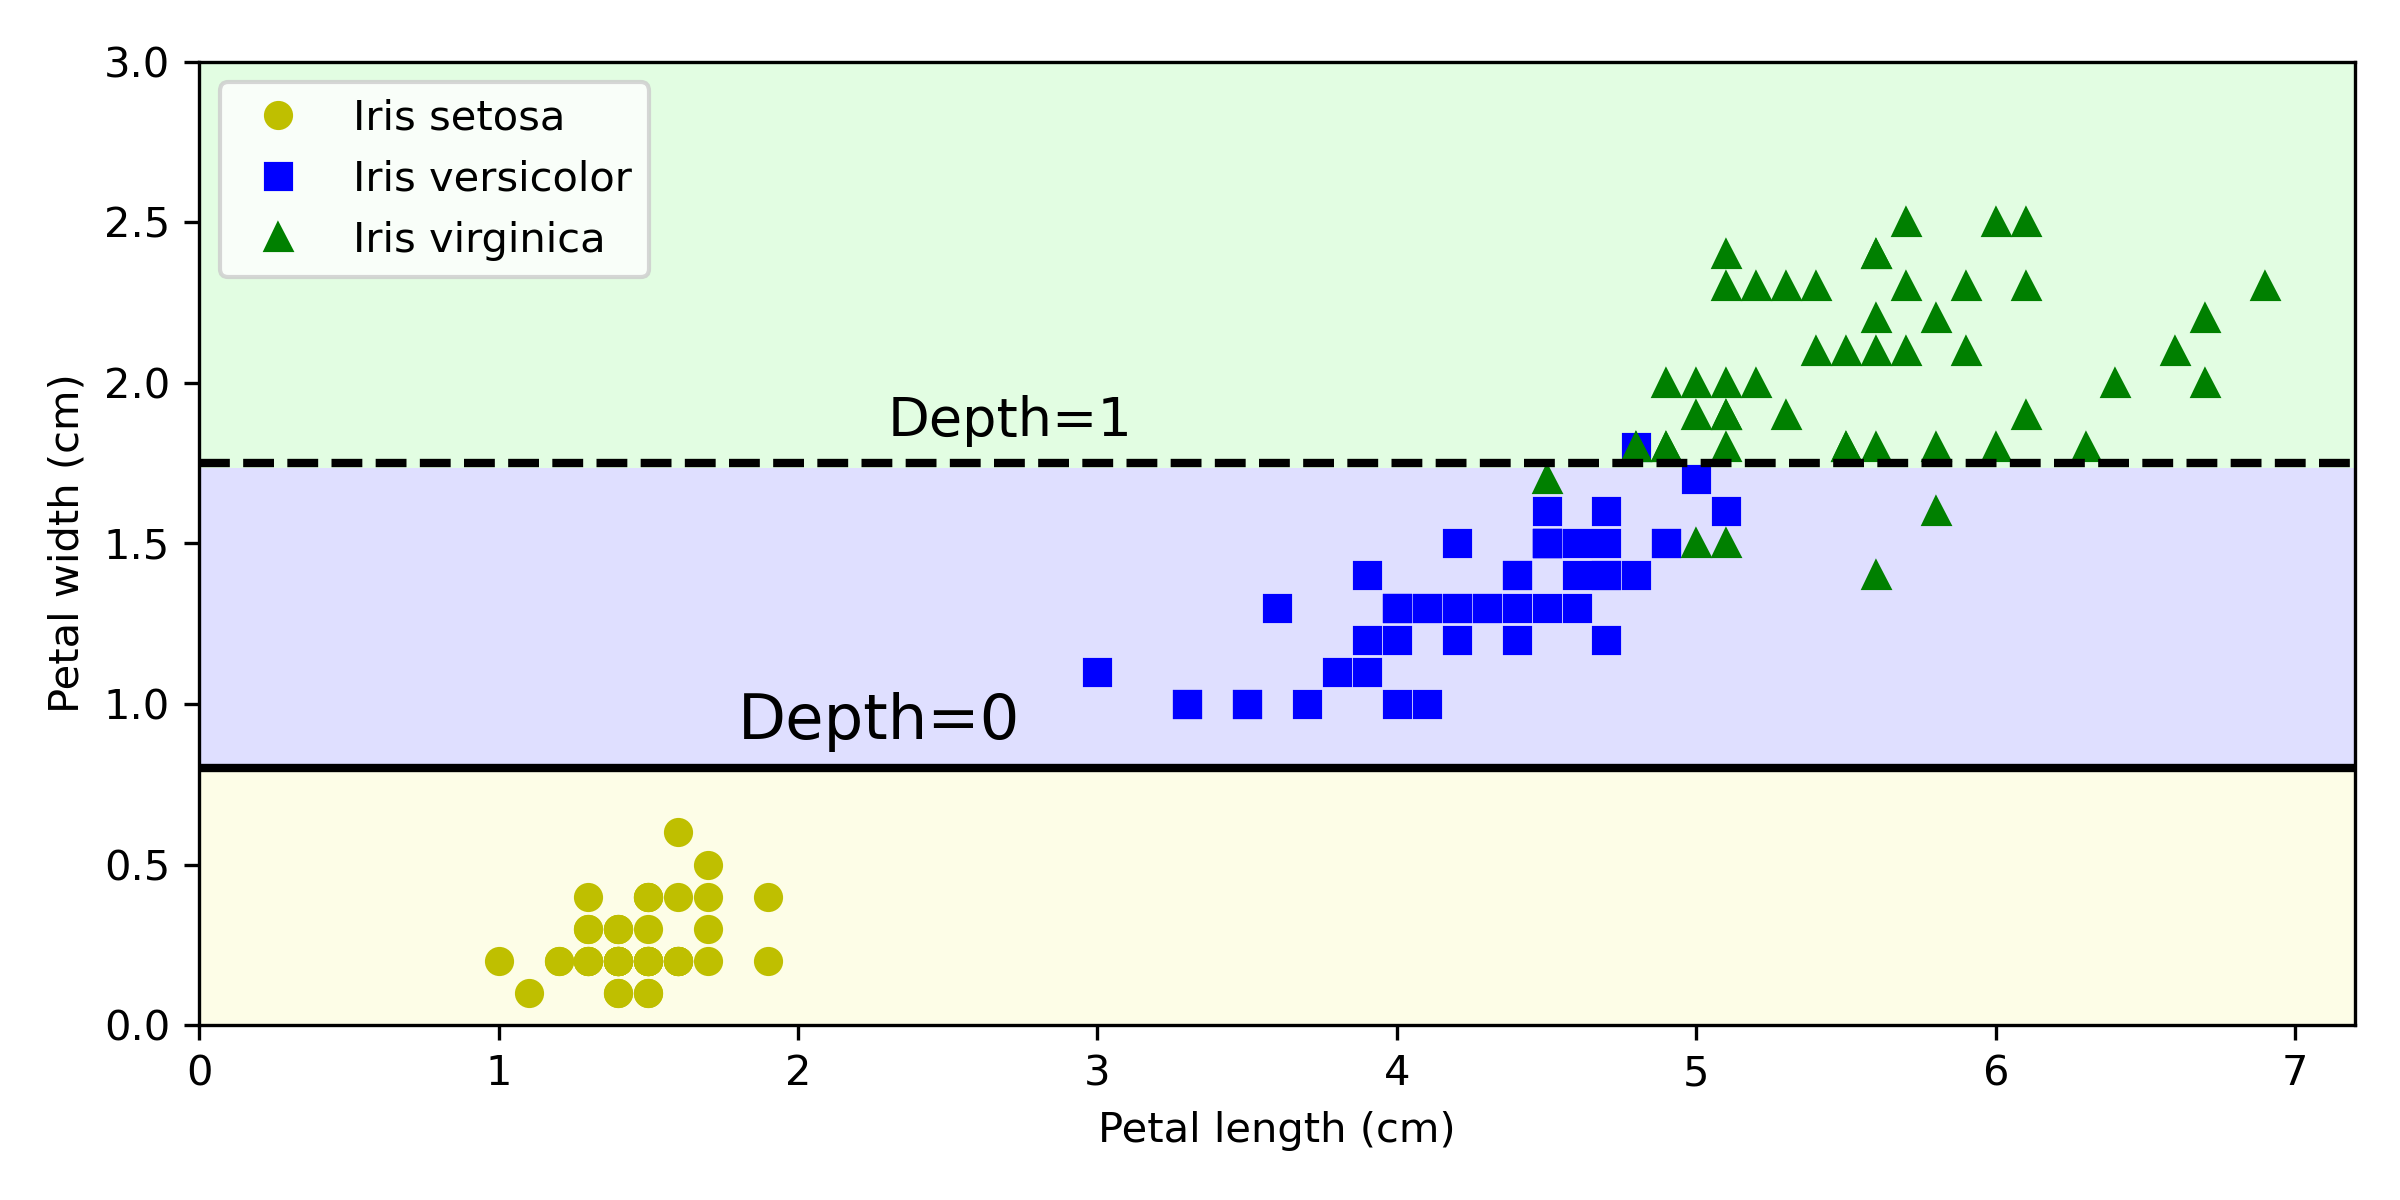 3.0
Iris setosa
Iris versicolor
Iris virginica
2.5
2.0
Depth=1
1.5
1.0
Depth=0
0.5
0.0
Petal width (cm)
0 1 2 3 4 5 6 7
Petal length (cm)